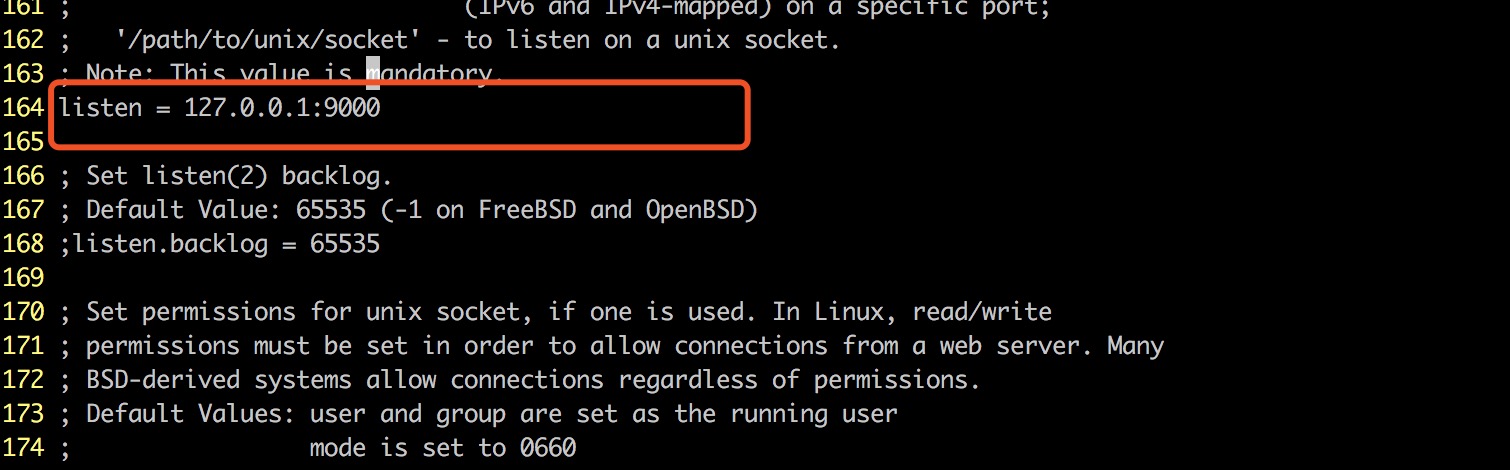 161 ;                            (IPv6 and IPv4-mapped) on a specific port;
162 ;   '/path/to/unix/socket' - to listen on a unix socket.
163 ; Note: This value is mandatory.
164 listen = 127.0.0.1:9000
165
166 ; Set listen(2) backlog.
167 ; Default Value: 65535 (-1 on FreeBSD and OpenBSD)
168 ;listen.backlog = 65535
169
170 ; Set permissions for unix socket, if one is used. In Linux, read/write
171 ; permissions must be set in order to allow connections from a web server. Many
172 ; BSD-derived systems allow connections regardless of permissions.
173 ; Default Values: user and group are set as the running user
174 ;                 mode is set to 0660